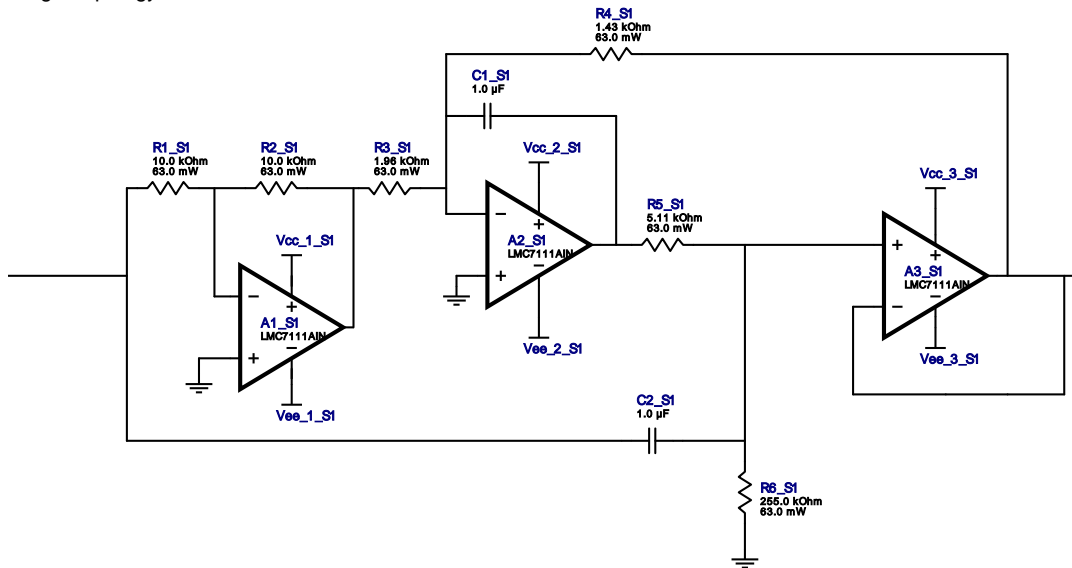 R4_S1
1.43 kOhm
63.0 mW
C1_S1
1.0 µF
R1_S1
10.0 kOhm
63.0 mW
R2_S1
10.0 kOhm
63.0 mW
R3_S1
1.96 kOhm
63.0 mW
Vcc_2_S1
Vcc_3_S1
R5_S1
5.11 kOhm
63.0 mW
Vcc_1_S1
A2_S1
LMC7111AIN
A3_S1
LMC7111AIN
A1_S1
LMC7111AIN
Vee_2_S1
Vee_3_S1
Vee_1_S1
C2_S1
1.0 µF
R6_S1
255.0 kOhm
63.0 mW